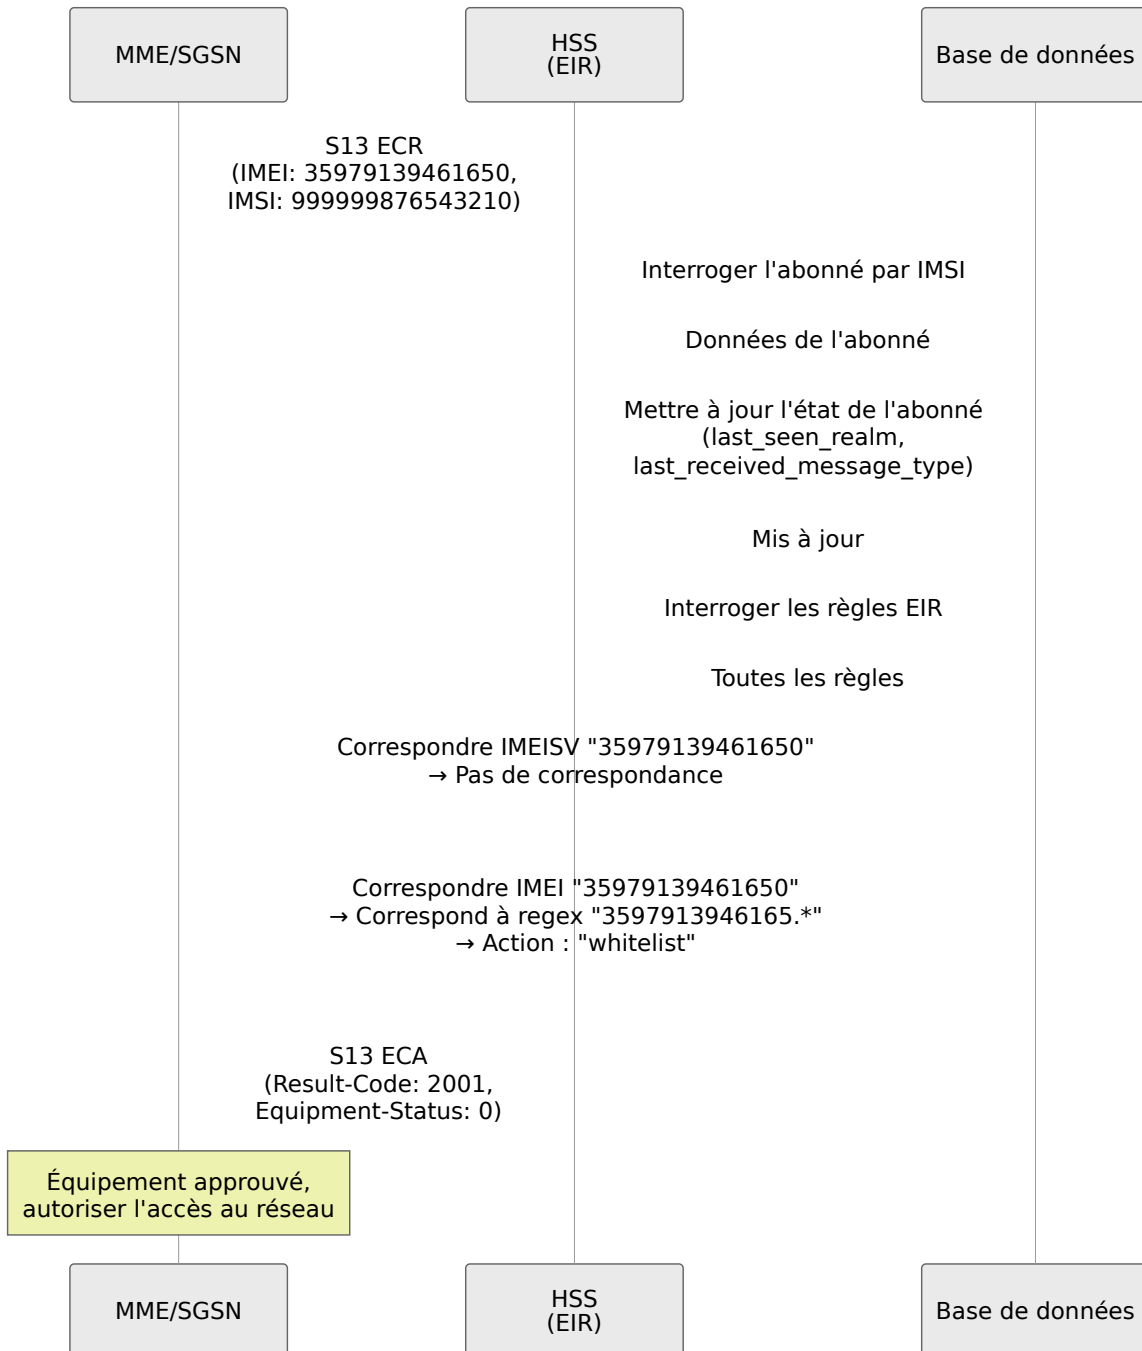 MME/SGSN
HSS
(EIR)
Base de données
S13 ECR
(IMEI: 35979139461650,
IMSI: 999999876543210)
Interroger l'abonné par IMSI
Données de l'abonné
Mettre à jour l'état de l'abonné
(last_seen_realm,
last_received_message_type)
Mis à jour
Interroger les règles EIR
Toutes les règles
Correspondre IMEISV "35979139461650"
→ Pas de correspondance
Correspondre IMEI "35979139461650"
→ Correspond à regex "3597913946165.*"
→ Action : "whitelist"
S13 ECA
(Result-Code: 2001,
Equipment-Status: 0)
Équipement approuvé,
autoriser l'accès au réseau
MME/SGSN
HSS
(EIR)
Base de données